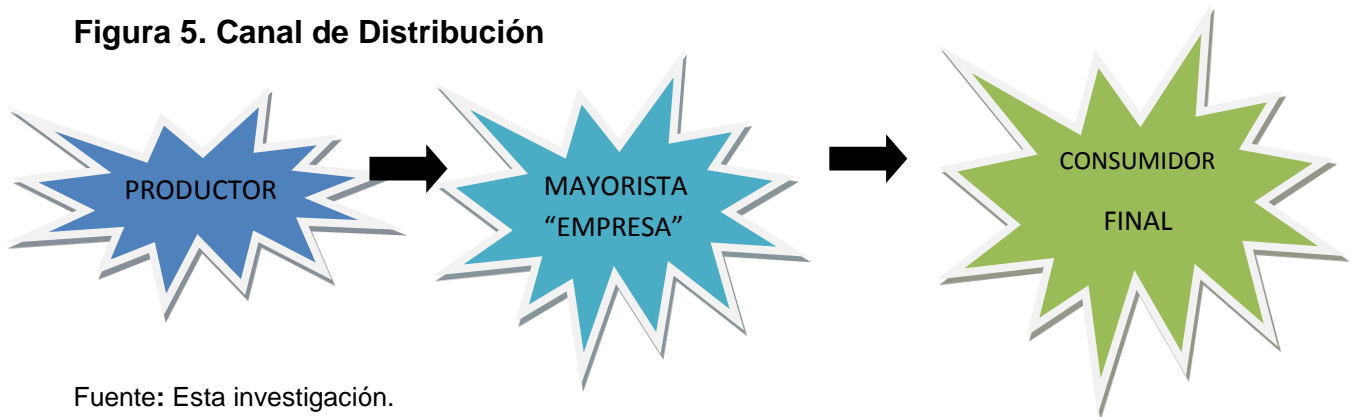 Figura 5. Canal de Distribución
PRODUCTOR
MAYORISTA
“EMPRESA”
CONSUMIDOR
FINAL
Fuente: Esta investigación.